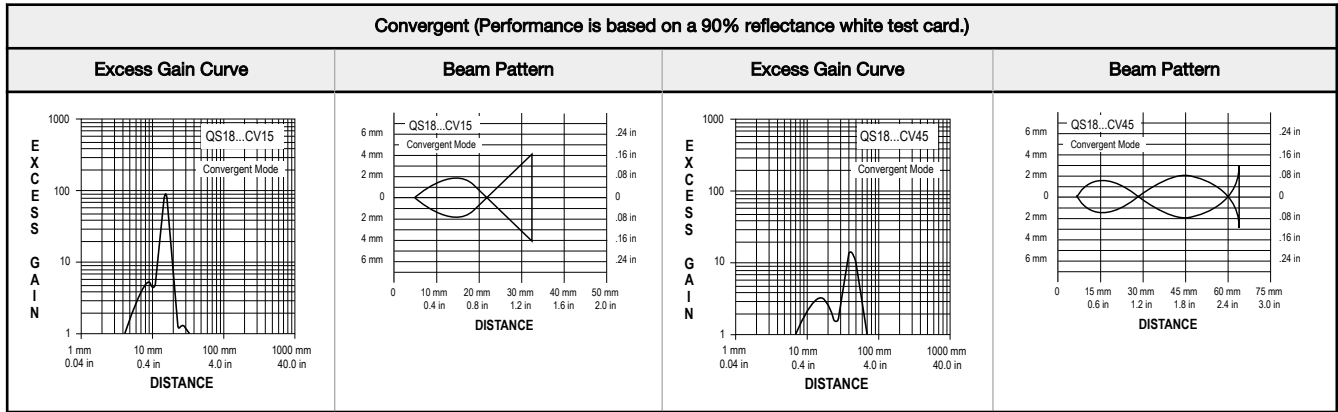 Convergent (Performance is based on a 90% reflectance white test card.)
Excess Gain Curve
Beam Pattern
Excess Gain Curve
Beam Pattern
EXCESS GAIN
1000
100
10
1
QS18...CV15
Convergent Mode
1 mm 10 mm 100 mm 1000 mm
0.04 in 0.4 in 4.0 in 40.0 in
DISTANCE
QS18...CV15
Convergent Mode
6 mm .24 in
4 mm .16 in
2 mm .08 in
0 0
2 mm .08 in
4 mm .16 in
6 mm .24 in
0 10 mm 20 mm 30 mm 40 mm 50 mm
0.4 in 0.8 in 1.2 in 1.6 in 2.0 in
DISTANCE
EXCESS GAIN
1000
100
10
1
QS18...CV45
Convergent Mode
1 mm 10 mm 100 mm 1000 mm
0.04 in 0.4 in 4.0 in 40.0 in
DISTANCE
QS18...CV45
Convergent Mode
6 mm .24 in
4 mm .16 in
2 mm .08 in
0 0
2 mm .08 in
4 mm .16 in
6 mm .24 in
0 15 mm 30 mm 45 mm 60 mm 75 mm
0.6 in 1.2 in 1.8 in 2.4 in 3.0 in
DISTANCE